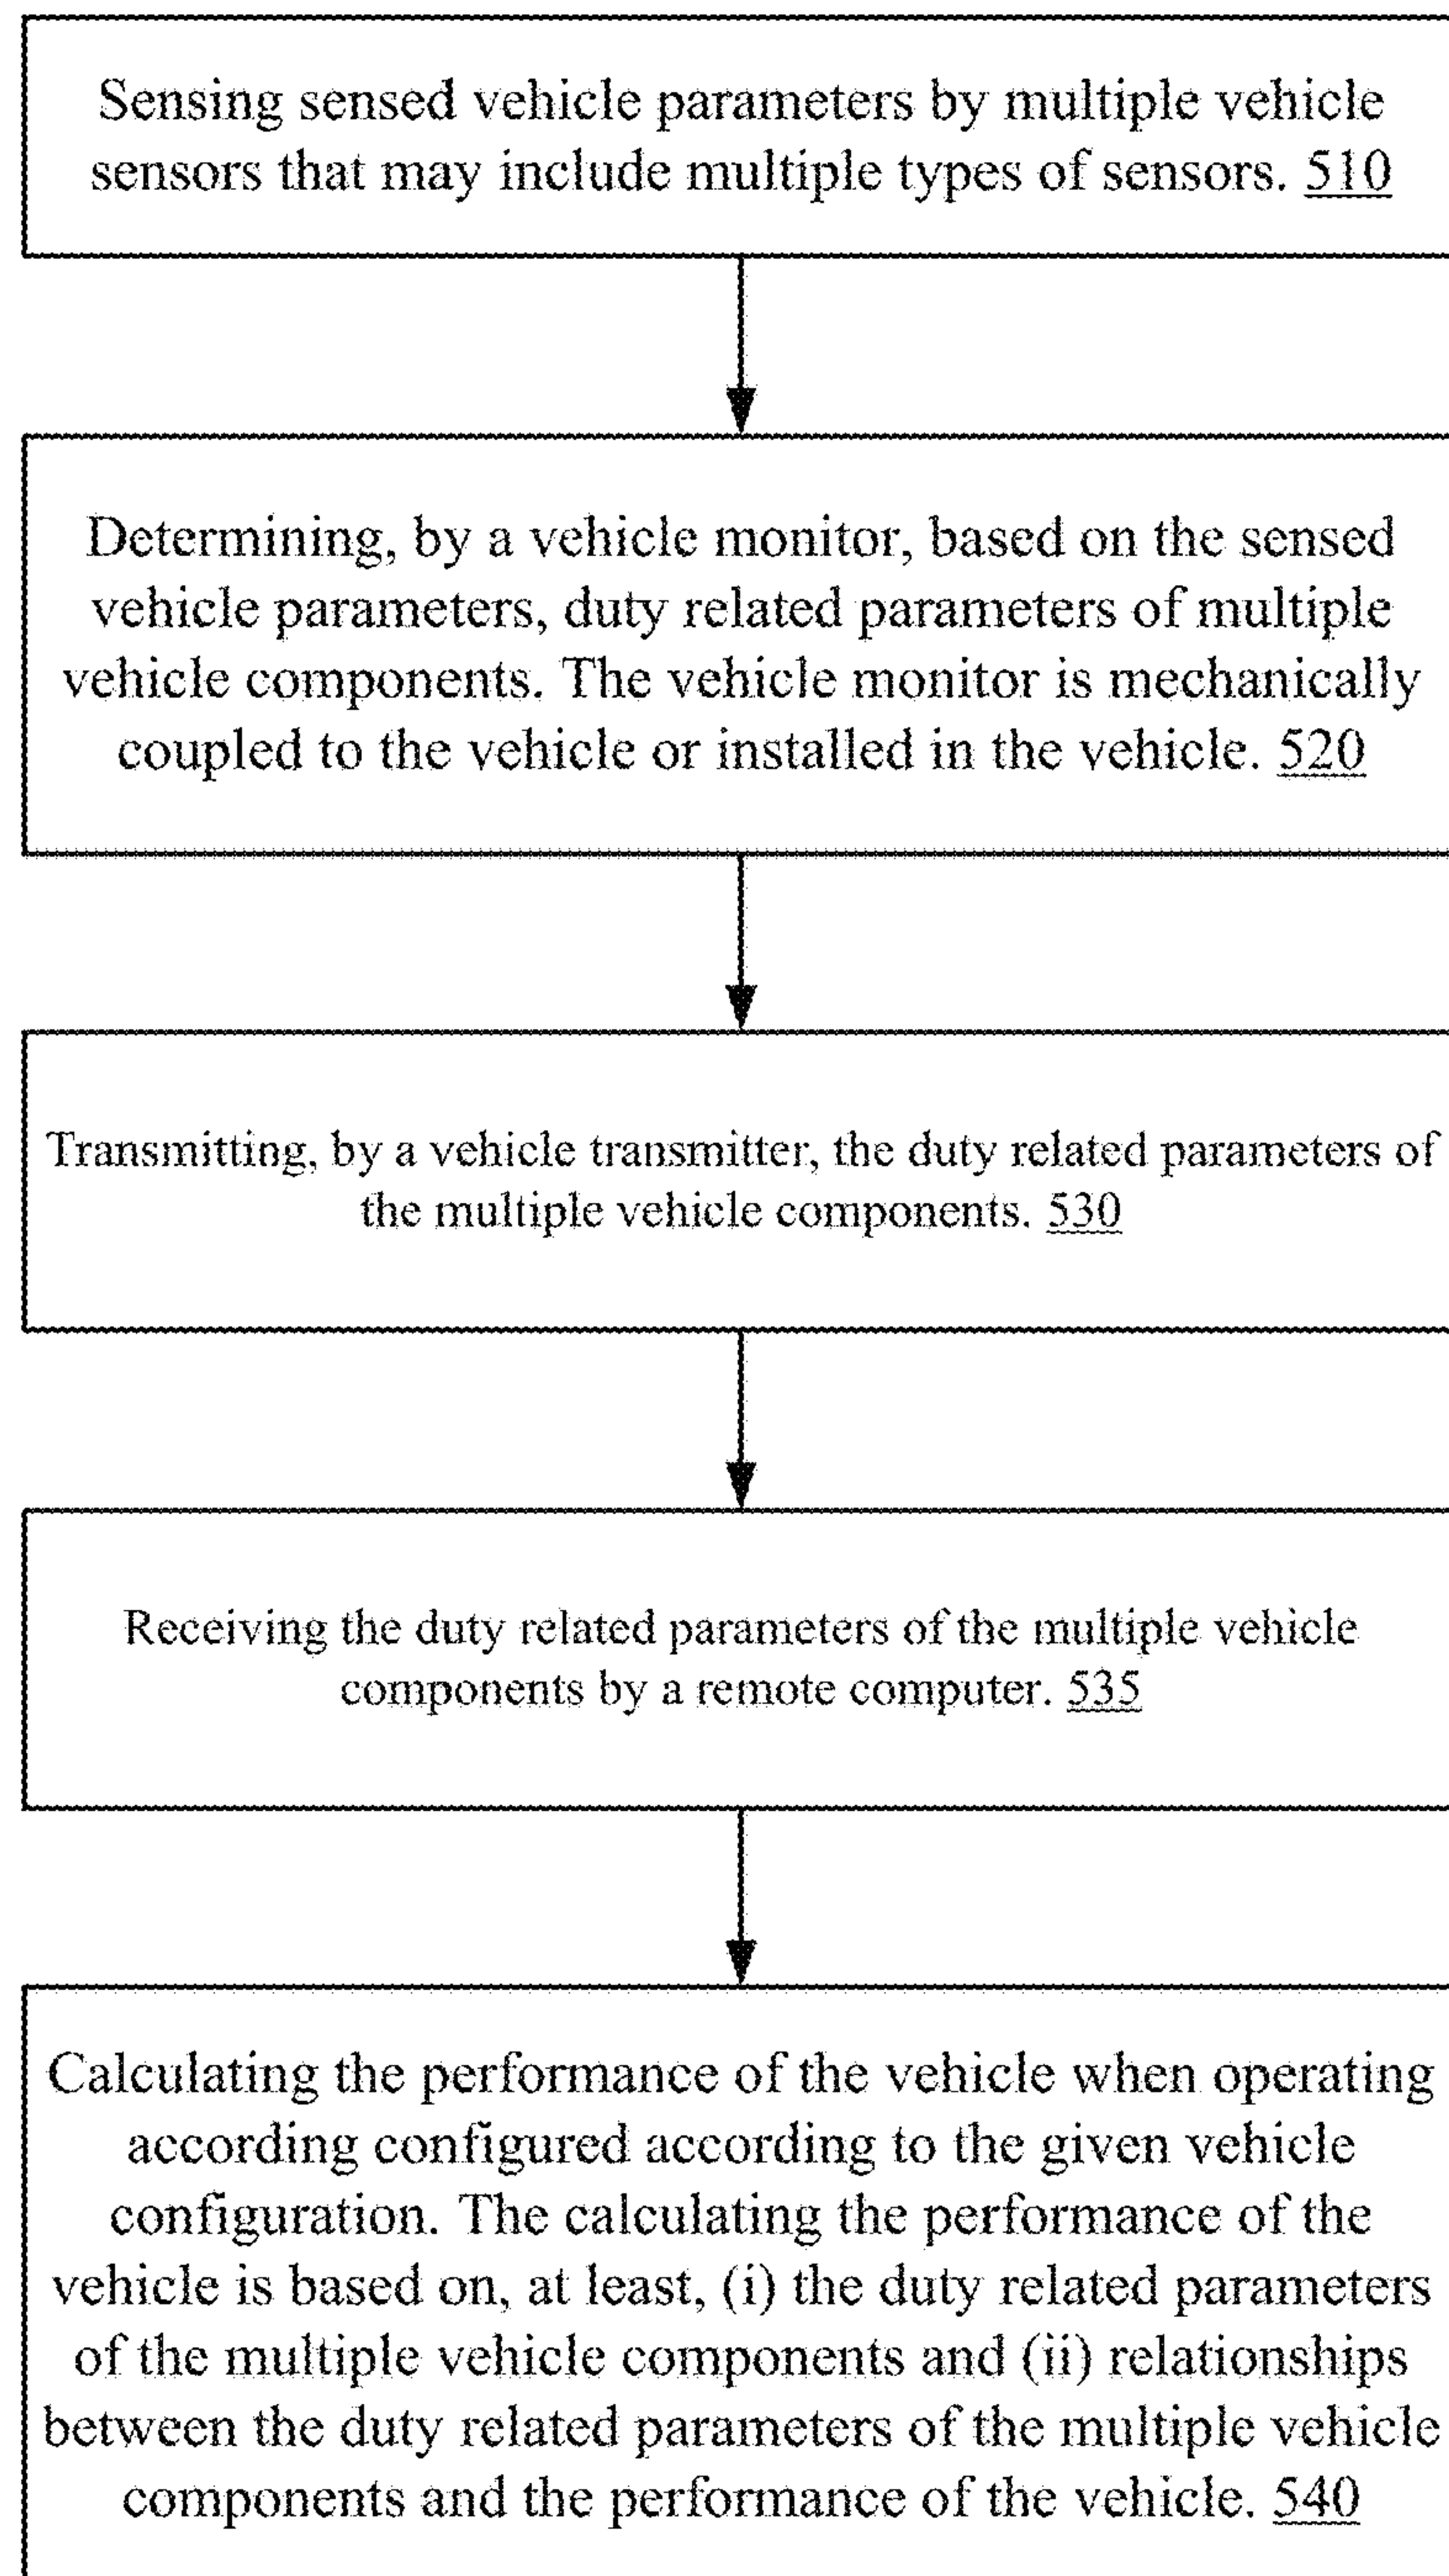 Sensing sensed vehicle parameters by multiple vehicle
sensors that may include multiple types of sensors. 510
Determining, by a vehicle monitor, based on the sensed
vehicle parameters, duty related parameters of multiple
vehicle components. The vehicle monitor is mechanically
coupled to the vehicle or installed in the vehicle. 520
Transmitting, by a vehicle transmitter, the duty related parameters of
the multiple vehicle components. 530
Receiving the duty related parameters of the multiple vehicle
components by a remote computer. 535
Calculating the performance of the vehicle when operating
according configured according to the given vehicle
configuration. The calculating the performance of the
vehicle is based on, at least, (i) the duty related parameters
of the multiple vehicle components and (ii) relationships
between the duty related parameters of the multiple vehicle
components and the performance of the vehicle. 540